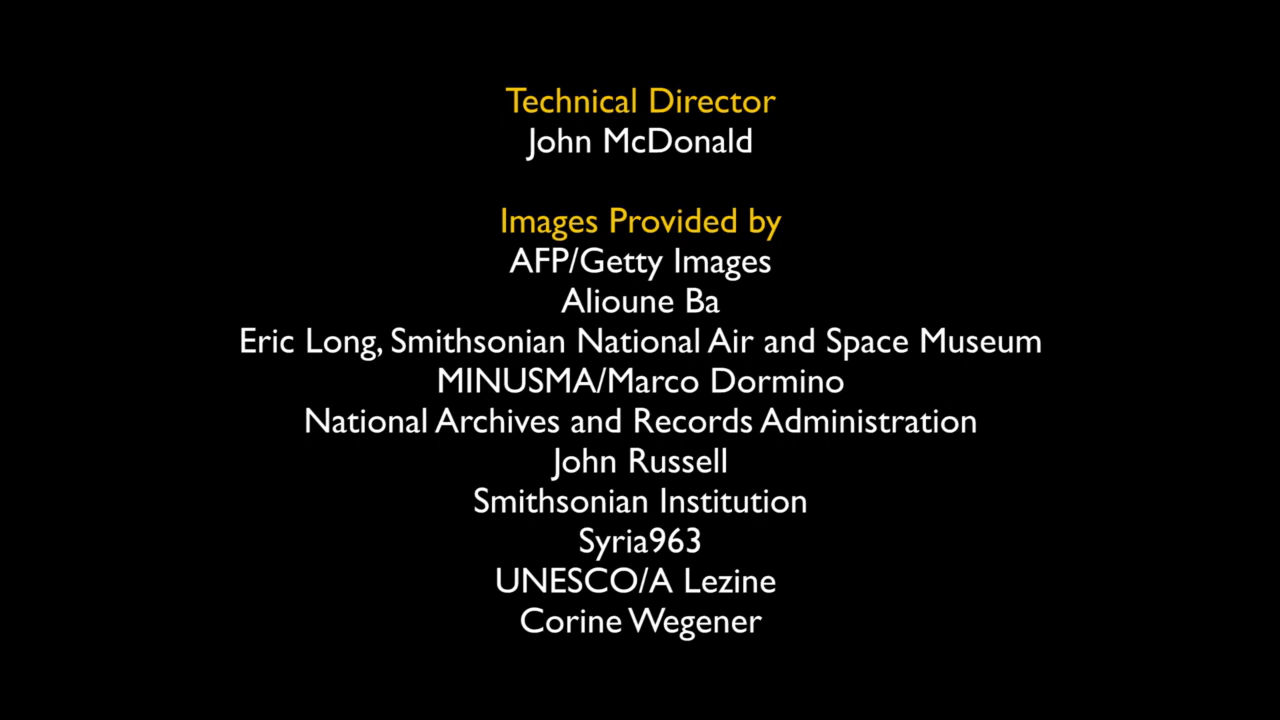 Technical Director
John McDonald
Images Provided by
AFP/Getty Images
Alioune Ba
Eric Long, Smithsonian National Air and Space Museum
MINUSMA/Marco Dormino
National Archives and Records Administration
John Russell
Smithsonian Institution
Syria963
UNESCO/A Lezine
Corine Wegener